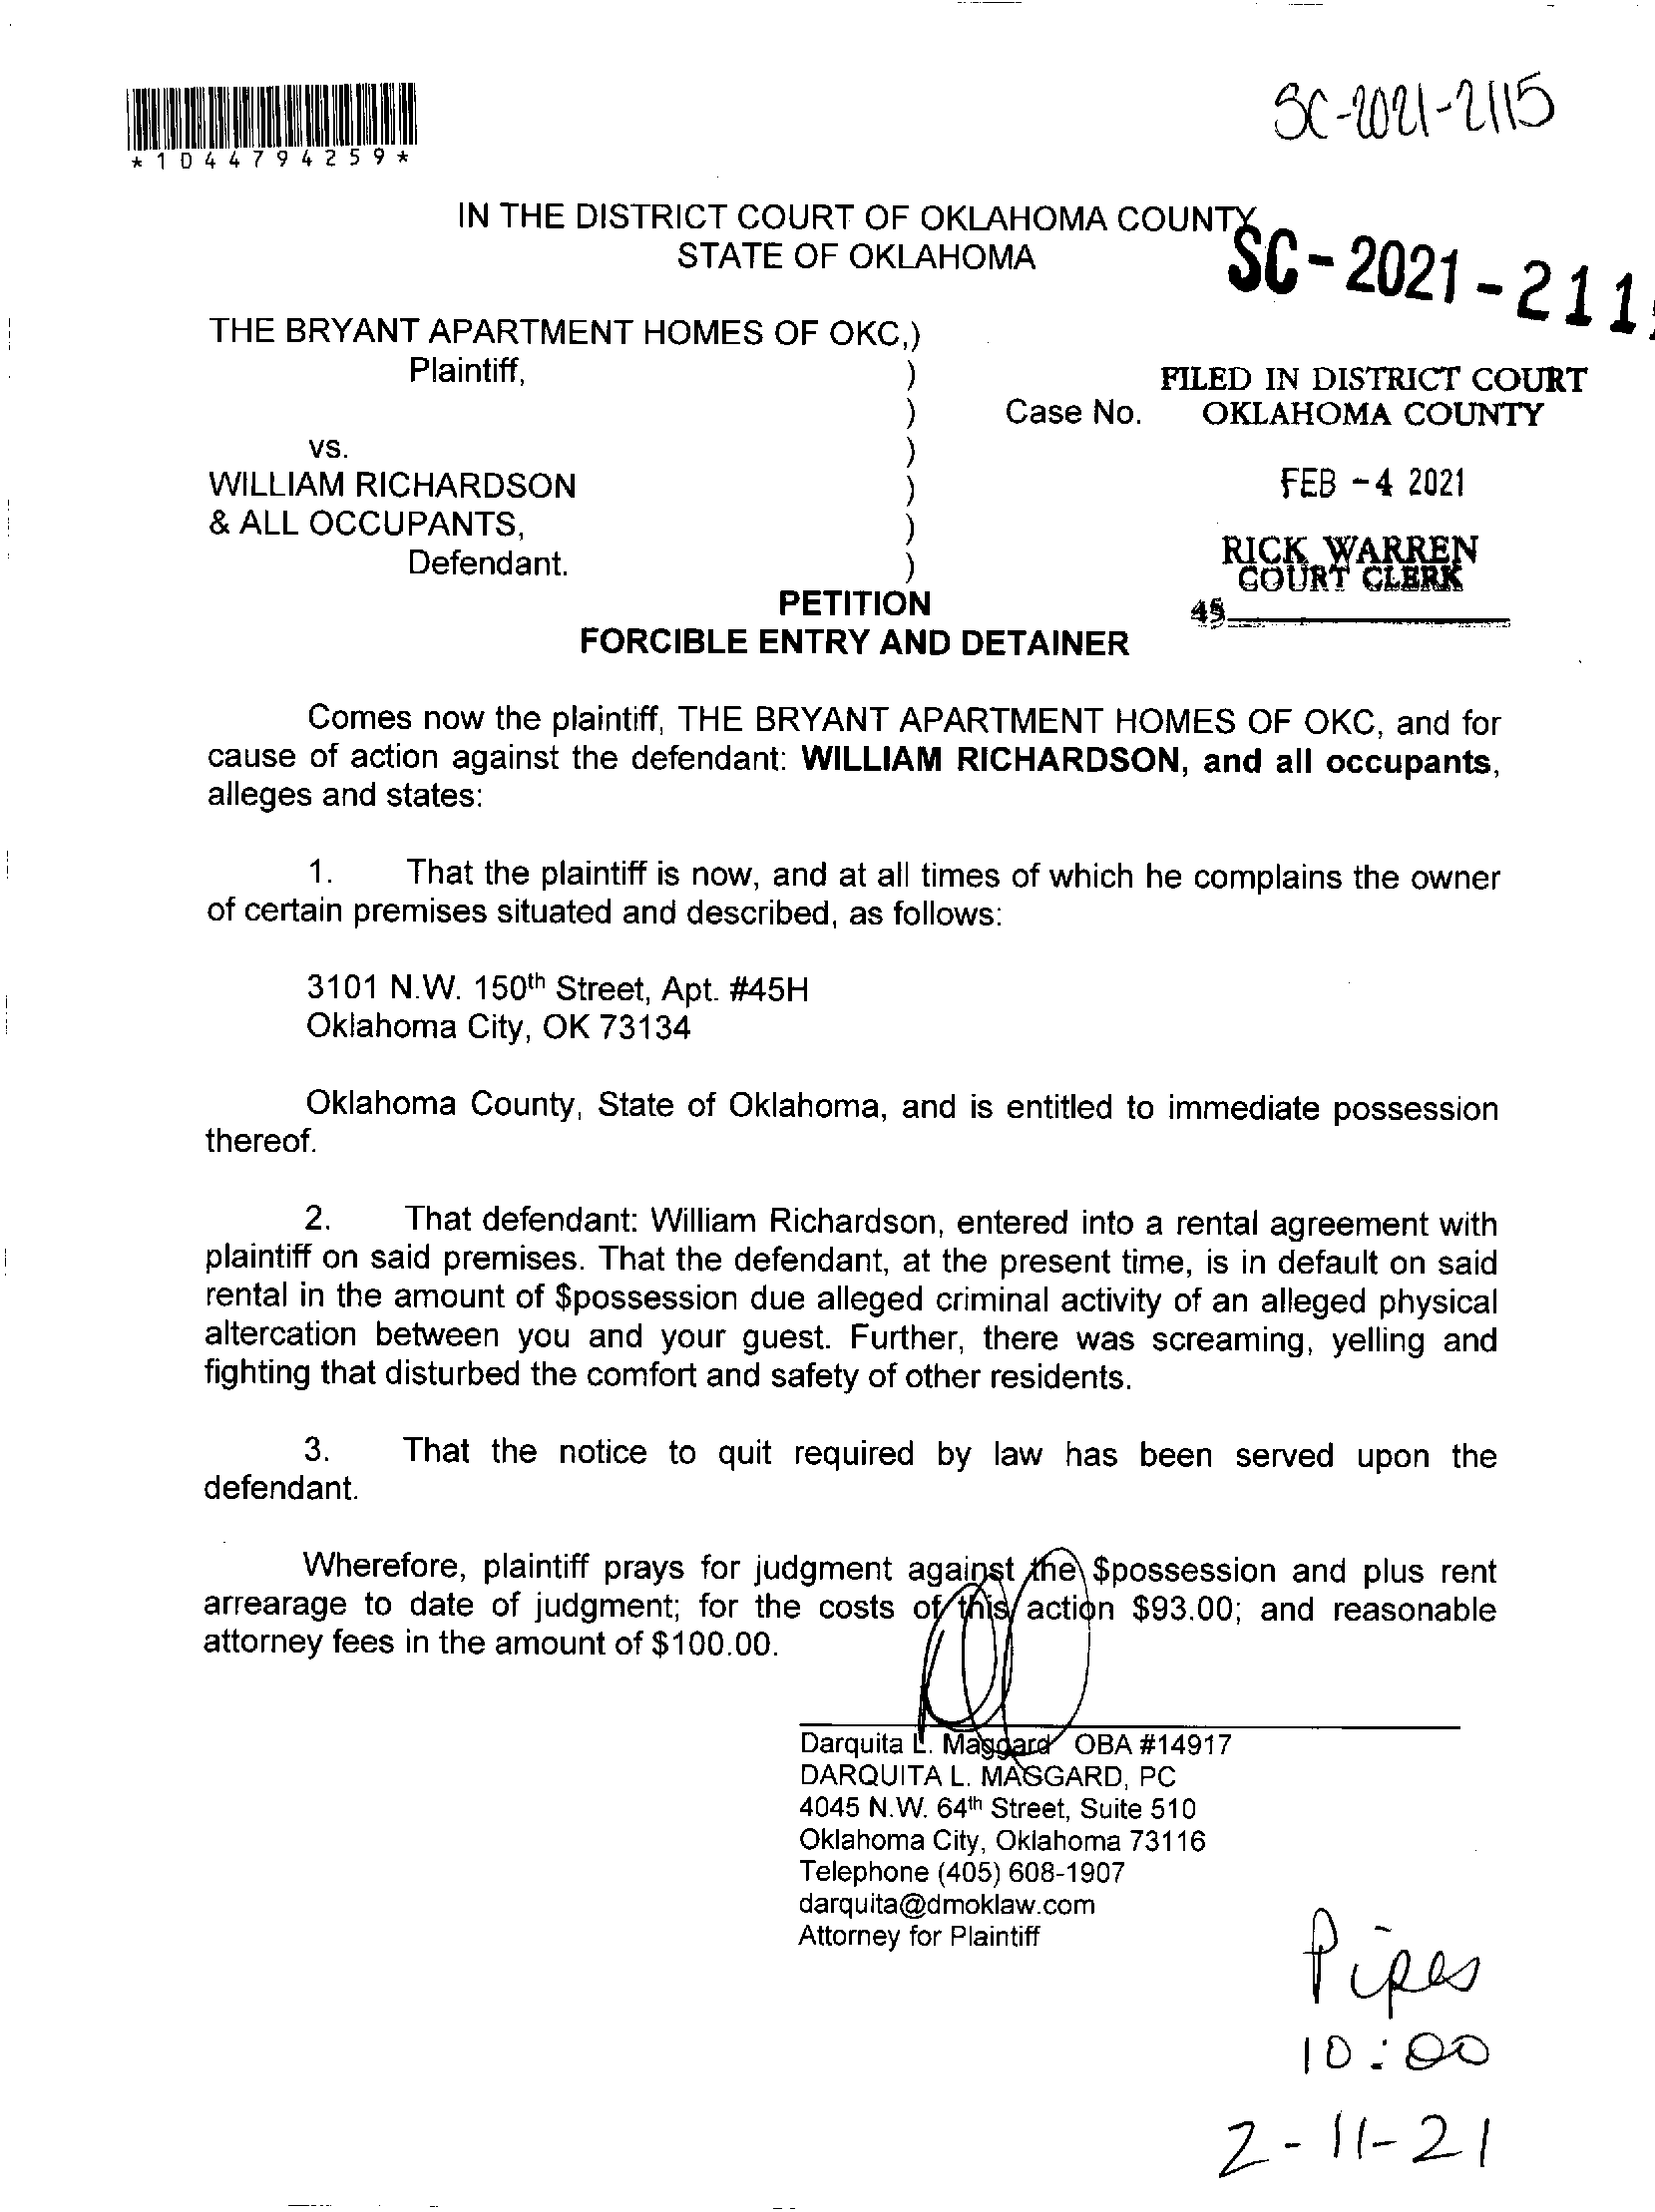 SC-2021-2115
*1044794259*
IN THE DISTRICT COURT OF OKLAHOMA COUNTY
STATE OF OKLAHOMA
SC-2021-211
THE BRYANT APARTMENT HOMES OF OKC,)
Plaintiff, )
FILED IN DISTRICT COURT
) Case No. OKLAHOMA COUNTY
vs. )
WILLIAM RICHARDSON ) FEB -4 2021
& ALL OCCUPANTS, )
Defendant. )
RICK WARREN
COURT CLERK
PETITION
45
FORCIBLE ENTRY AND DETAINER
Comes now the plaintiff, THE BRYANT APARTMENT HOMES OF OKC, and for
cause of action against the defendant: WILLIAM RICHARDSON, and all occupants,
alleges and states:
1. That the plaintiff is now, and at all times of which he complains the owner
of certain premises situated and described, as follows:
3101 N.W. 150th Street, Apt. #45H
Oklahoma City, OK 73134
Oklahoma County, State of Oklahoma, and is entitled to immediate possession
thereof.
2. That defendant: William Richardson, entered into a rental agreement with
plaintiff on said premises. That the defendant, at the present time, is in default on said
rental in the amount of $possession due alleged criminal activity of an alleged physical
altercation between you and your guest. Further, there was screaming, yelling and
fighting that disturbed the comfort and safety of other residents.
3. That the notice to quit required by law has been served upon the
defendant.
Wherefore, plaintiff prays for judgment against the $possession and plus rent
arrearage to date of judgment; for the costs of this action $93.00; and reasonable
attorney fees in the amount of $100.00.
Darquita L. Maggard OBA #14917
DARQUITA L. MAGGARD, PC
4045 N.W. 64th Street, Suite 510
Oklahoma City, Oklahoma 73116
Telephone (405) 608-1907
darquita@dmoklaw.com
Attorney for Plaintiff
Pipes
10:00
2-11-21